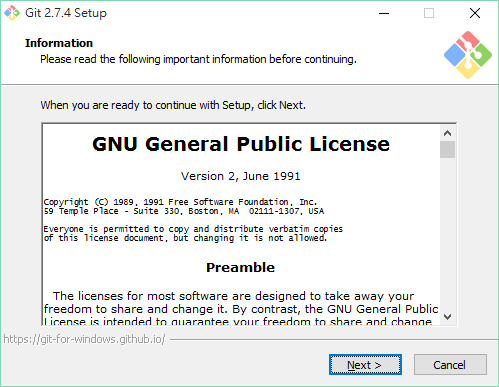 Git 2.7.4 Setup
Information
Please read the following important information before continuing.
When you are ready to continue with Setup, click Next.
GNU General Public License
Version 2, June 1991
Copyright (C) 1989, 1991 Free Software Foundation, Inc.
59 Temple Place - Suite 330, Boston, MA  02111-1307, USA
Everyone is permitted to copy and distribute verbatim copies
of this license document, but changing it is not allowed.
Preamble
The licenses for most software are designed to take away your
freedom to share and change it. By contrast, the GNU General Public
License is intended to guarantee your freedom to share and change
https://git-for-windows.github.io/
Next >
Cancel